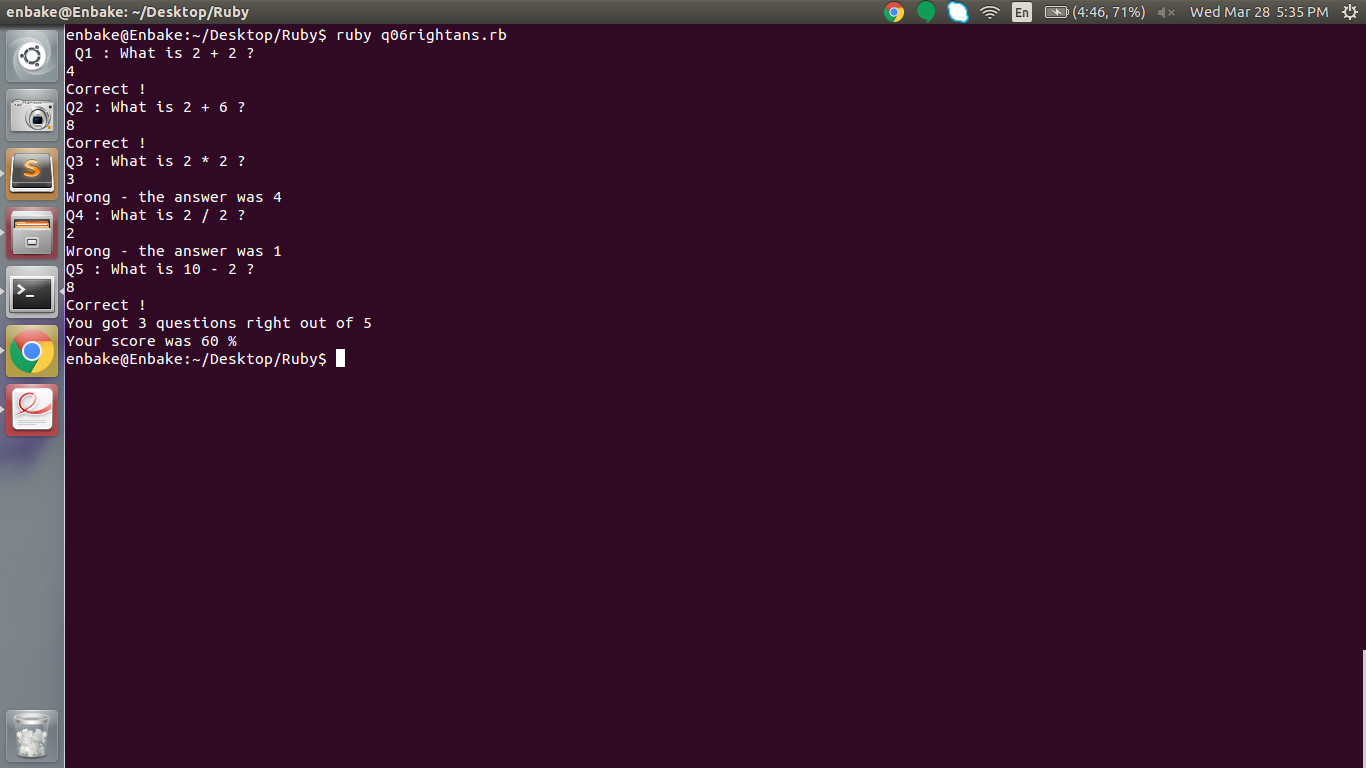 enbake@Enbake: ~/Desktop/Ruby
En
(4:46, 71%)
Wed Mar 28 5:35 PM
enbake@Enbake:~/Desktop/Ruby$ ruby q06rightans.rb
 Q1 : What is 2 + 2 ?
4
Correct !
Q2 : What is 2 + 6 ?
8
Correct !
Q3 : What is 2 * 2 ?
3
Wrong - the answer was 4
Q4 : What is 2 / 2 ?
2
Wrong - the answer was 1
Q5 : What is 10 - 2 ?
8
Correct !
You got 3 questions right out of 5
Your score was 60 %
enbake@Enbake:~/Desktop/Ruby$